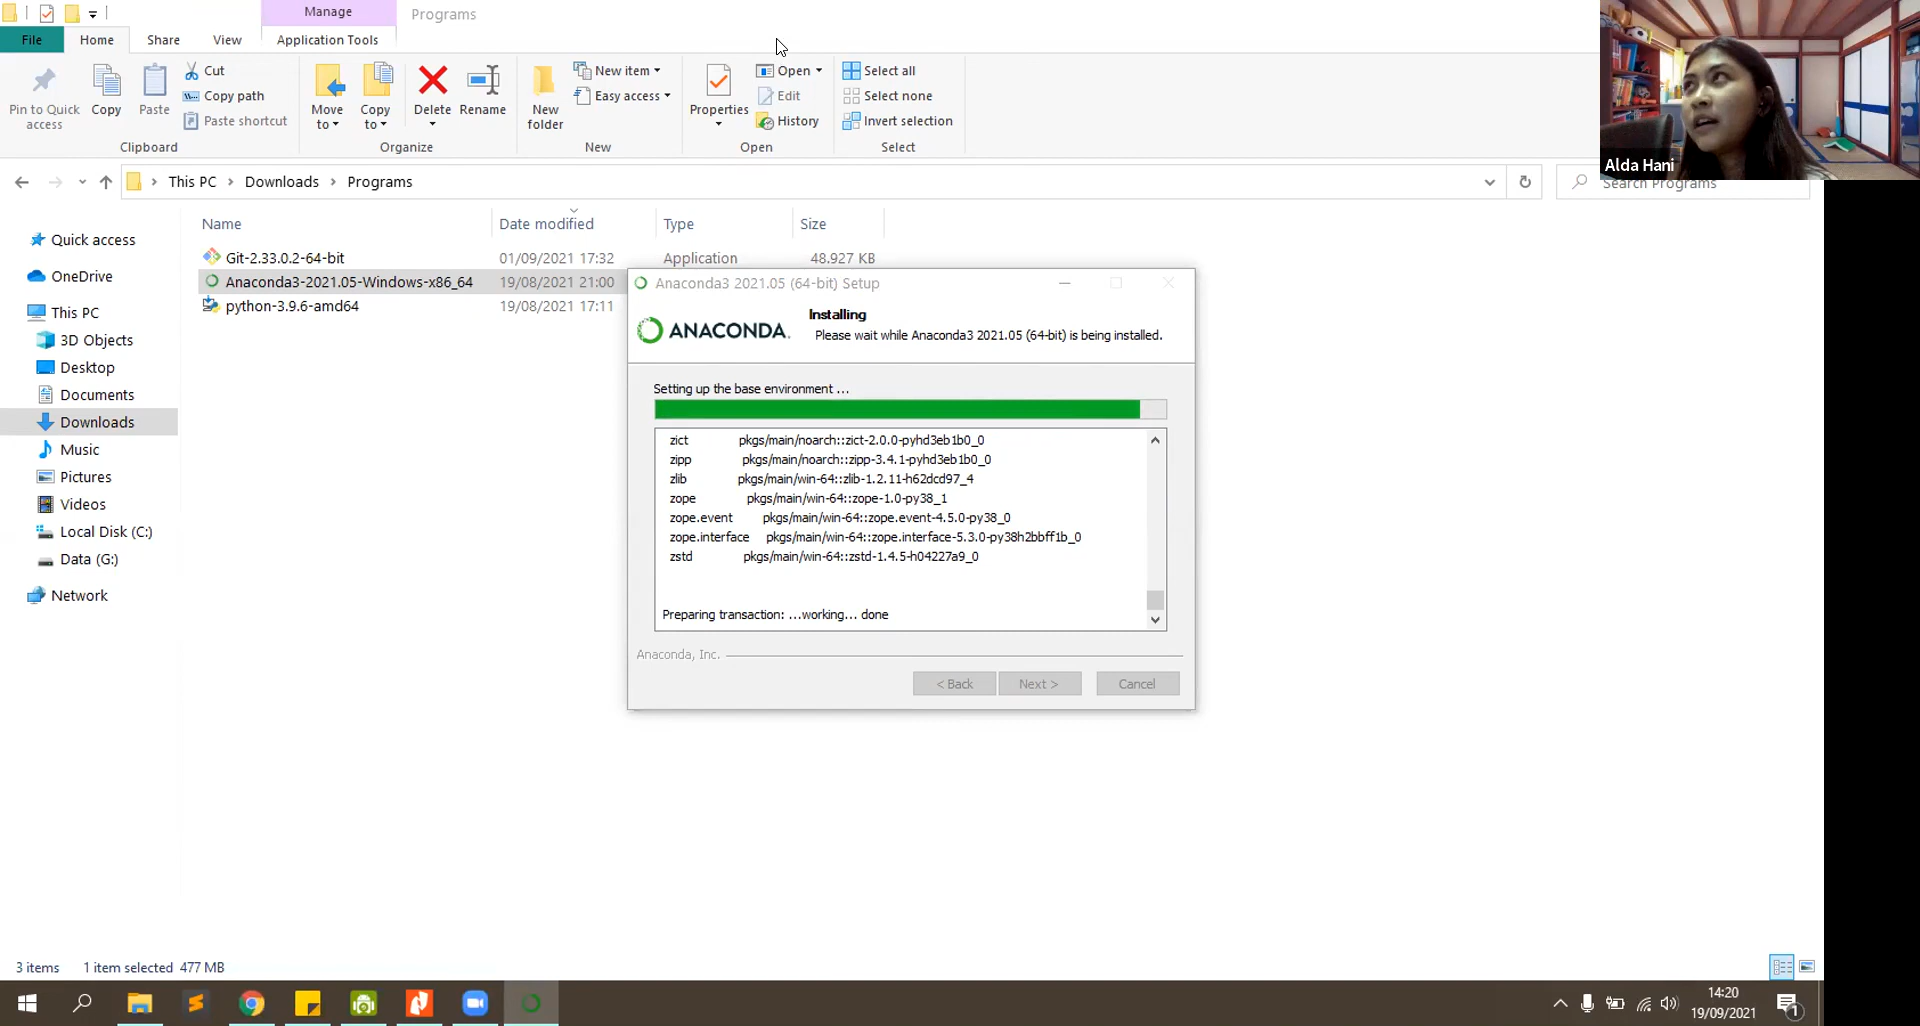 Manage
Programs
File
Home
Share
View
Application Tools
Pin to Quick access
Copy
Paste
Cut
Copy path
Paste shortcut
Clipboard
Move to
Copy to
Delete
Rename
Organize
New folder
New item
Easy access
New
Properties
Open
Edit
History
Open
Select all
Select none
Invert selection
Select
Alda Hani
This PC > Downloads > Programs
Search Programs
Name
Date modified
Type
Size
Quick access
OneDrive
This PC
3D Objects
Desktop
Documents
Downloads
Music
Pictures
Videos
Local Disk (C:)
Data (G:)
Network
Git-2.33.0.2-64-bit 01/09/2021 17:32 Application 48.927 KB
Anaconda3-2021.05-Windows-x86_64 19/08/2021 21:00
python-3.9.6-amd64 19/08/2021 17:11
Anaconda3 2021.05 (64-bit) Setup
ANACONDA.
Installing
Please wait while Anaconda3 2021.05 (64-bit) is being installed.
Setting up the base environment ...
zict pkgs/main/noarch::zict-2.0.0-pyhd3eb1b0_0
zipp pkgs/main/noarch::zipp-3.4.1-pyhd3eb1b0_0
zlib pkgs/main/win-64::zlib-1.2.11-h62dcd97_4
zope pkgs/main/win-64::zope-1.0-py38_1
zope.event pkgs/main/win-64::zope.event-4.5.0-py38_0
zope.interface pkgs/main/win-64::zope.interface-5.3.0-py38h2bbff1b_0
zstd pkgs/main/win-64::zstd-1.4.5-h04227a9_0
Preparing transaction: ...working... done
Anaconda, Inc.
< Back
Next >
Cancel
3 items
1 item selected 477 MB
14:20
19/09/2021
1